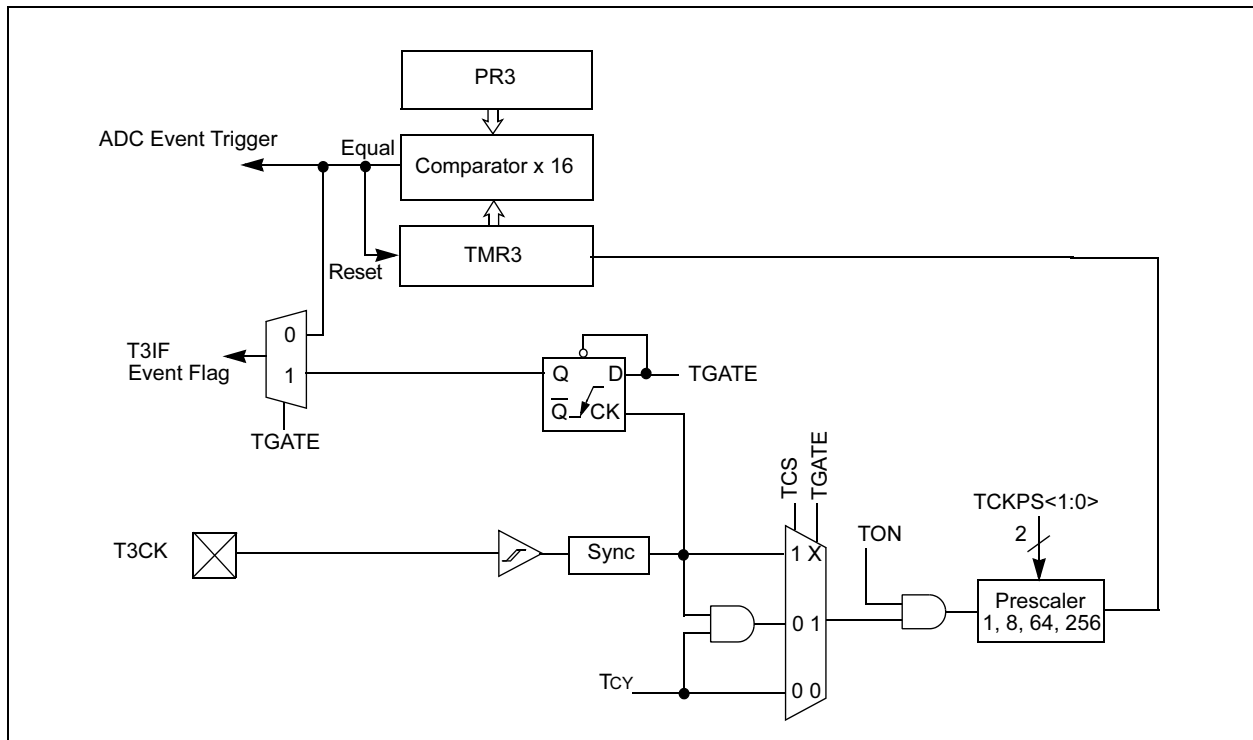 PR3
ADC Event Trigger
Equal
Comparator x 16
TMR3
Reset
0
T3IF
Event Flag
1
Q
D
TGATE
Q
CK
TGATE
TCS
TGATE
TCKPS<1:0>
2
T3CK
Sync
1 X
TON
Prescaler
1, 8, 64, 256
0 1
TCY
0 0